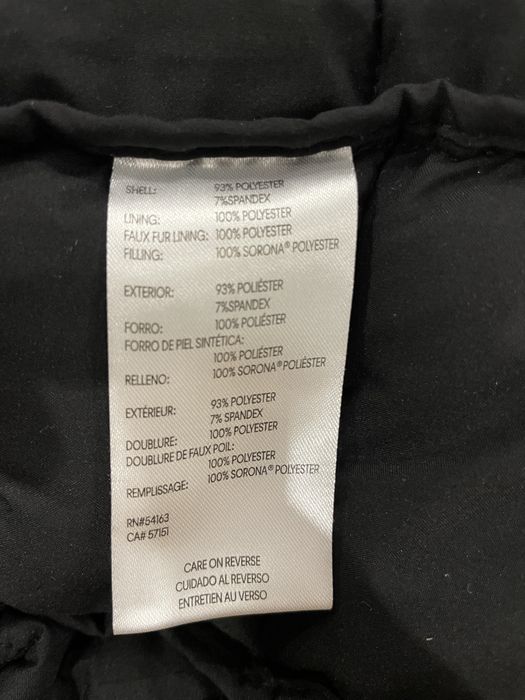 SHELL: 93% POLYESTER
7%SPANDEX
LINING: 100% POLYESTER
FAUX FUR LINING: 100% POLYESTER
FILLING: 100% SORONA® POLYESTER
EXTERIOR: 93% POLIÉSTER
7%SPANDEX
FORRO: 100% POLIÉSTER
FORRO DE PIEL SINTÉTICA:
100% POLIÉSTER
RELLENO: 100% SORONA® POLIÉSTER
EXTÉRIEUR: 93% POLYESTER
7% SPANDEX
DOUBLURE: 100% POLYESTER
DOUBLURE DE FAUX POIL:
100% POLYESTER
REMPLISSAGE: 100% SORONA® POLYESTER
RN#54163
CA# 57151
CARE ON REVERSE
CUIDADO AL REVERSO
ENTRETIEN AU VERSO